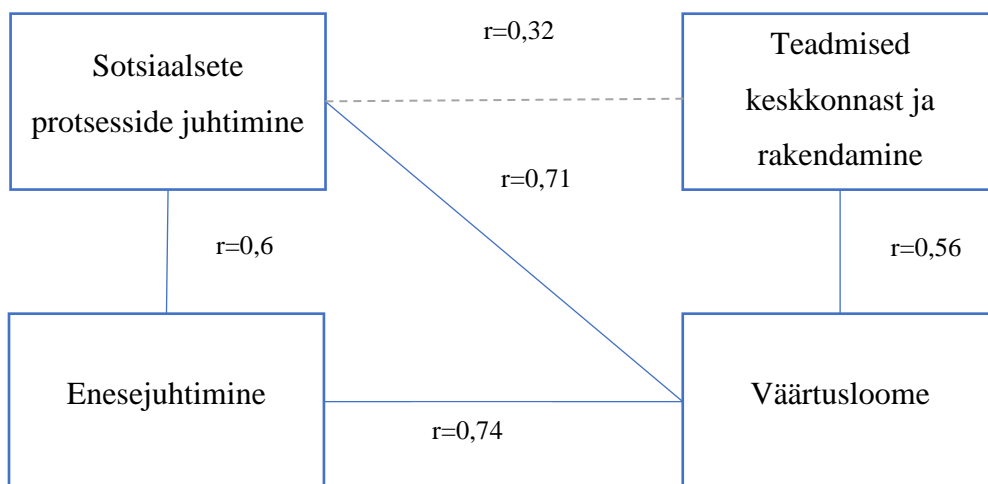 Sotsiaalsete
protsesside juhtimine
r=0,32
Teadmised
keskkonnast ja
rakendamine
r=0,71
r=0,6
r=0,56
Enesejuhtimine
r=0,74
Väärtusloome